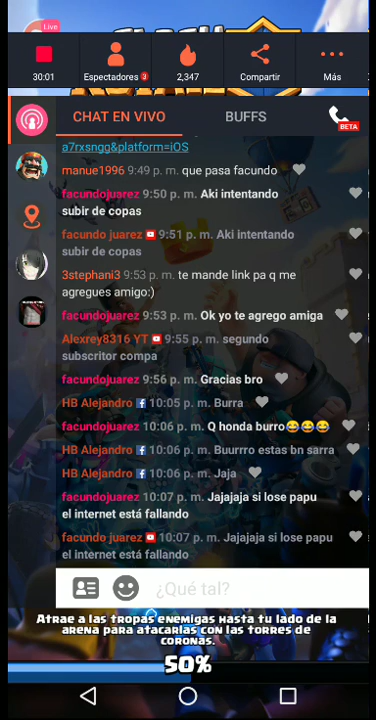 Live
30:01
Espectadores 3
2,347
Compartir
Más
CHAT EN VIVO
BUFFS
BETA
a7rxsngg&platform=iOS
manue1996 9:49 p. m. que pasa facundo
facundojuarez 9:50 p. m. Aki intentando
subir de copas
facundo juarez 9:51 p. m. Aki intentando
subir de copas
3stephani3 9:53 p. m. te mande link pa q me
agregues amigo:)
facundojuarez 9:53 p. m. Ok yo te agrego amiga
Alexrey8316 YT 9:55 p. m. segundo
subscritor compa
facundojuarez 9:56 p. m. Gracias bro
HB Alejandro 10:05 p. m. Burra
facundojuarez 10:06 p. m. Q honda burro😂😂😂
HB Alejandro 10:06 p. m. Buurrro estas bn sarra
HB Alejandro 10:06 p. m. Jaja
facundojuarez 10:07 p. m. Jajajaja si lose papu
el internet está fallando
facundo juarez 10:07 p. m. Jajajaja si lose papu
el internet está fallando
¿Qué tal?
Atrae a las tropas enemigas hasta tu lado de la
arena para atacarlas con las torres de
coronas.
50%